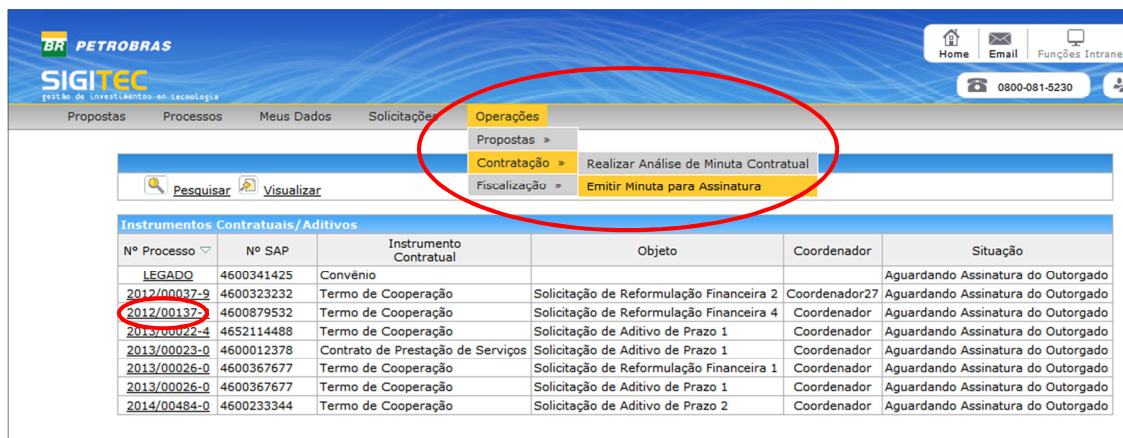 BR PETROBRAS
Home Email Funções Intrane
SIGITEC
gestão de investimentos em tecnologia
0800-081-5230
Propostas Processos Meus Dados Solicitações Operações
Propostas »
Contratação » Realizar Análise de Minuta Contratual
Fiscalização » Emitir Minuta para Assinatura
Pesquisar Visualizar
Instrumentos Contratuais/Aditivos
Nº Processo Nº SAP Instrumento Contratual Objeto Coordenador Situação
LEGADO 4600341425 Convênio Aguardando Assinatura do Outorgado
2012/00037-9 4600323232 Termo de Cooperação Solicitação de Reformulação Financeira 2 Coordenador27 Aguardando Assinatura do Outorgado
4600879532 Termo de Cooperação Solicitação de Reformulação Financeira 4 Coordenador Aguardando Assinatura do Outorgado
2013/00022-4 4652114488 Termo de Cooperação Solicitação de Aditivo de Prazo 1 Coordenador Aguardando Assinatura do Outorgado
2013/00023-0 4600012378 Contrato de Prestação de Serviços Solicitação de Aditivo de Prazo 1 Coordenador Aguardando Assinatura do Outorgado
2013/00026-0 4600367677 Termo de Cooperação Solicitação de Reformulação Financeira 1 Coordenador Aguardando Assinatura do Outorgado
2013/00026-0 4600367677 Termo de Cooperação Solicitação de Aditivo de Prazo 1 Coordenador Aguardando Assinatura do Outorgado
2014/00484-0 4600233344 Termo de Cooperação Solicitação de Aditivo de Prazo 2 Coordenador Aguardando Assinatura do Outorgado